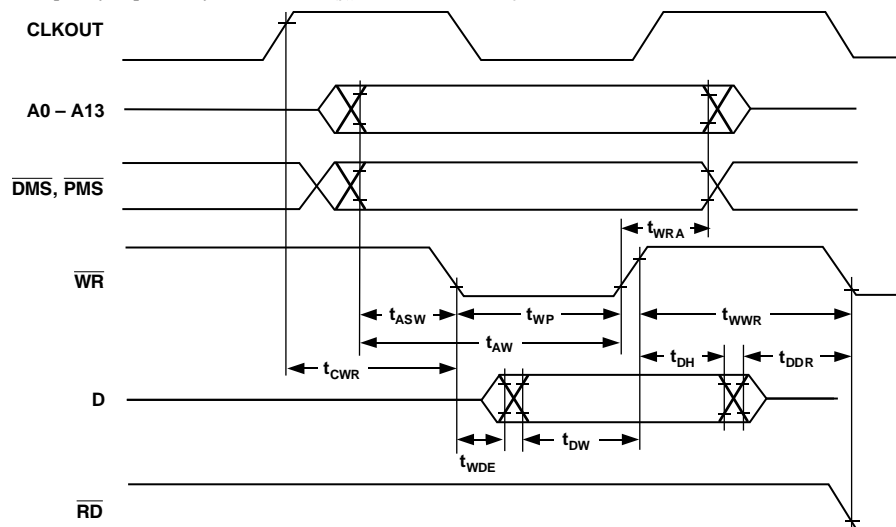 CLKOUT
A0 – A13
DMS, PMS
tWRA
WR
tASW
tWP
tWWR
tAW
tDH
tDDR
tCWR
D
tWDE
tDW
RD